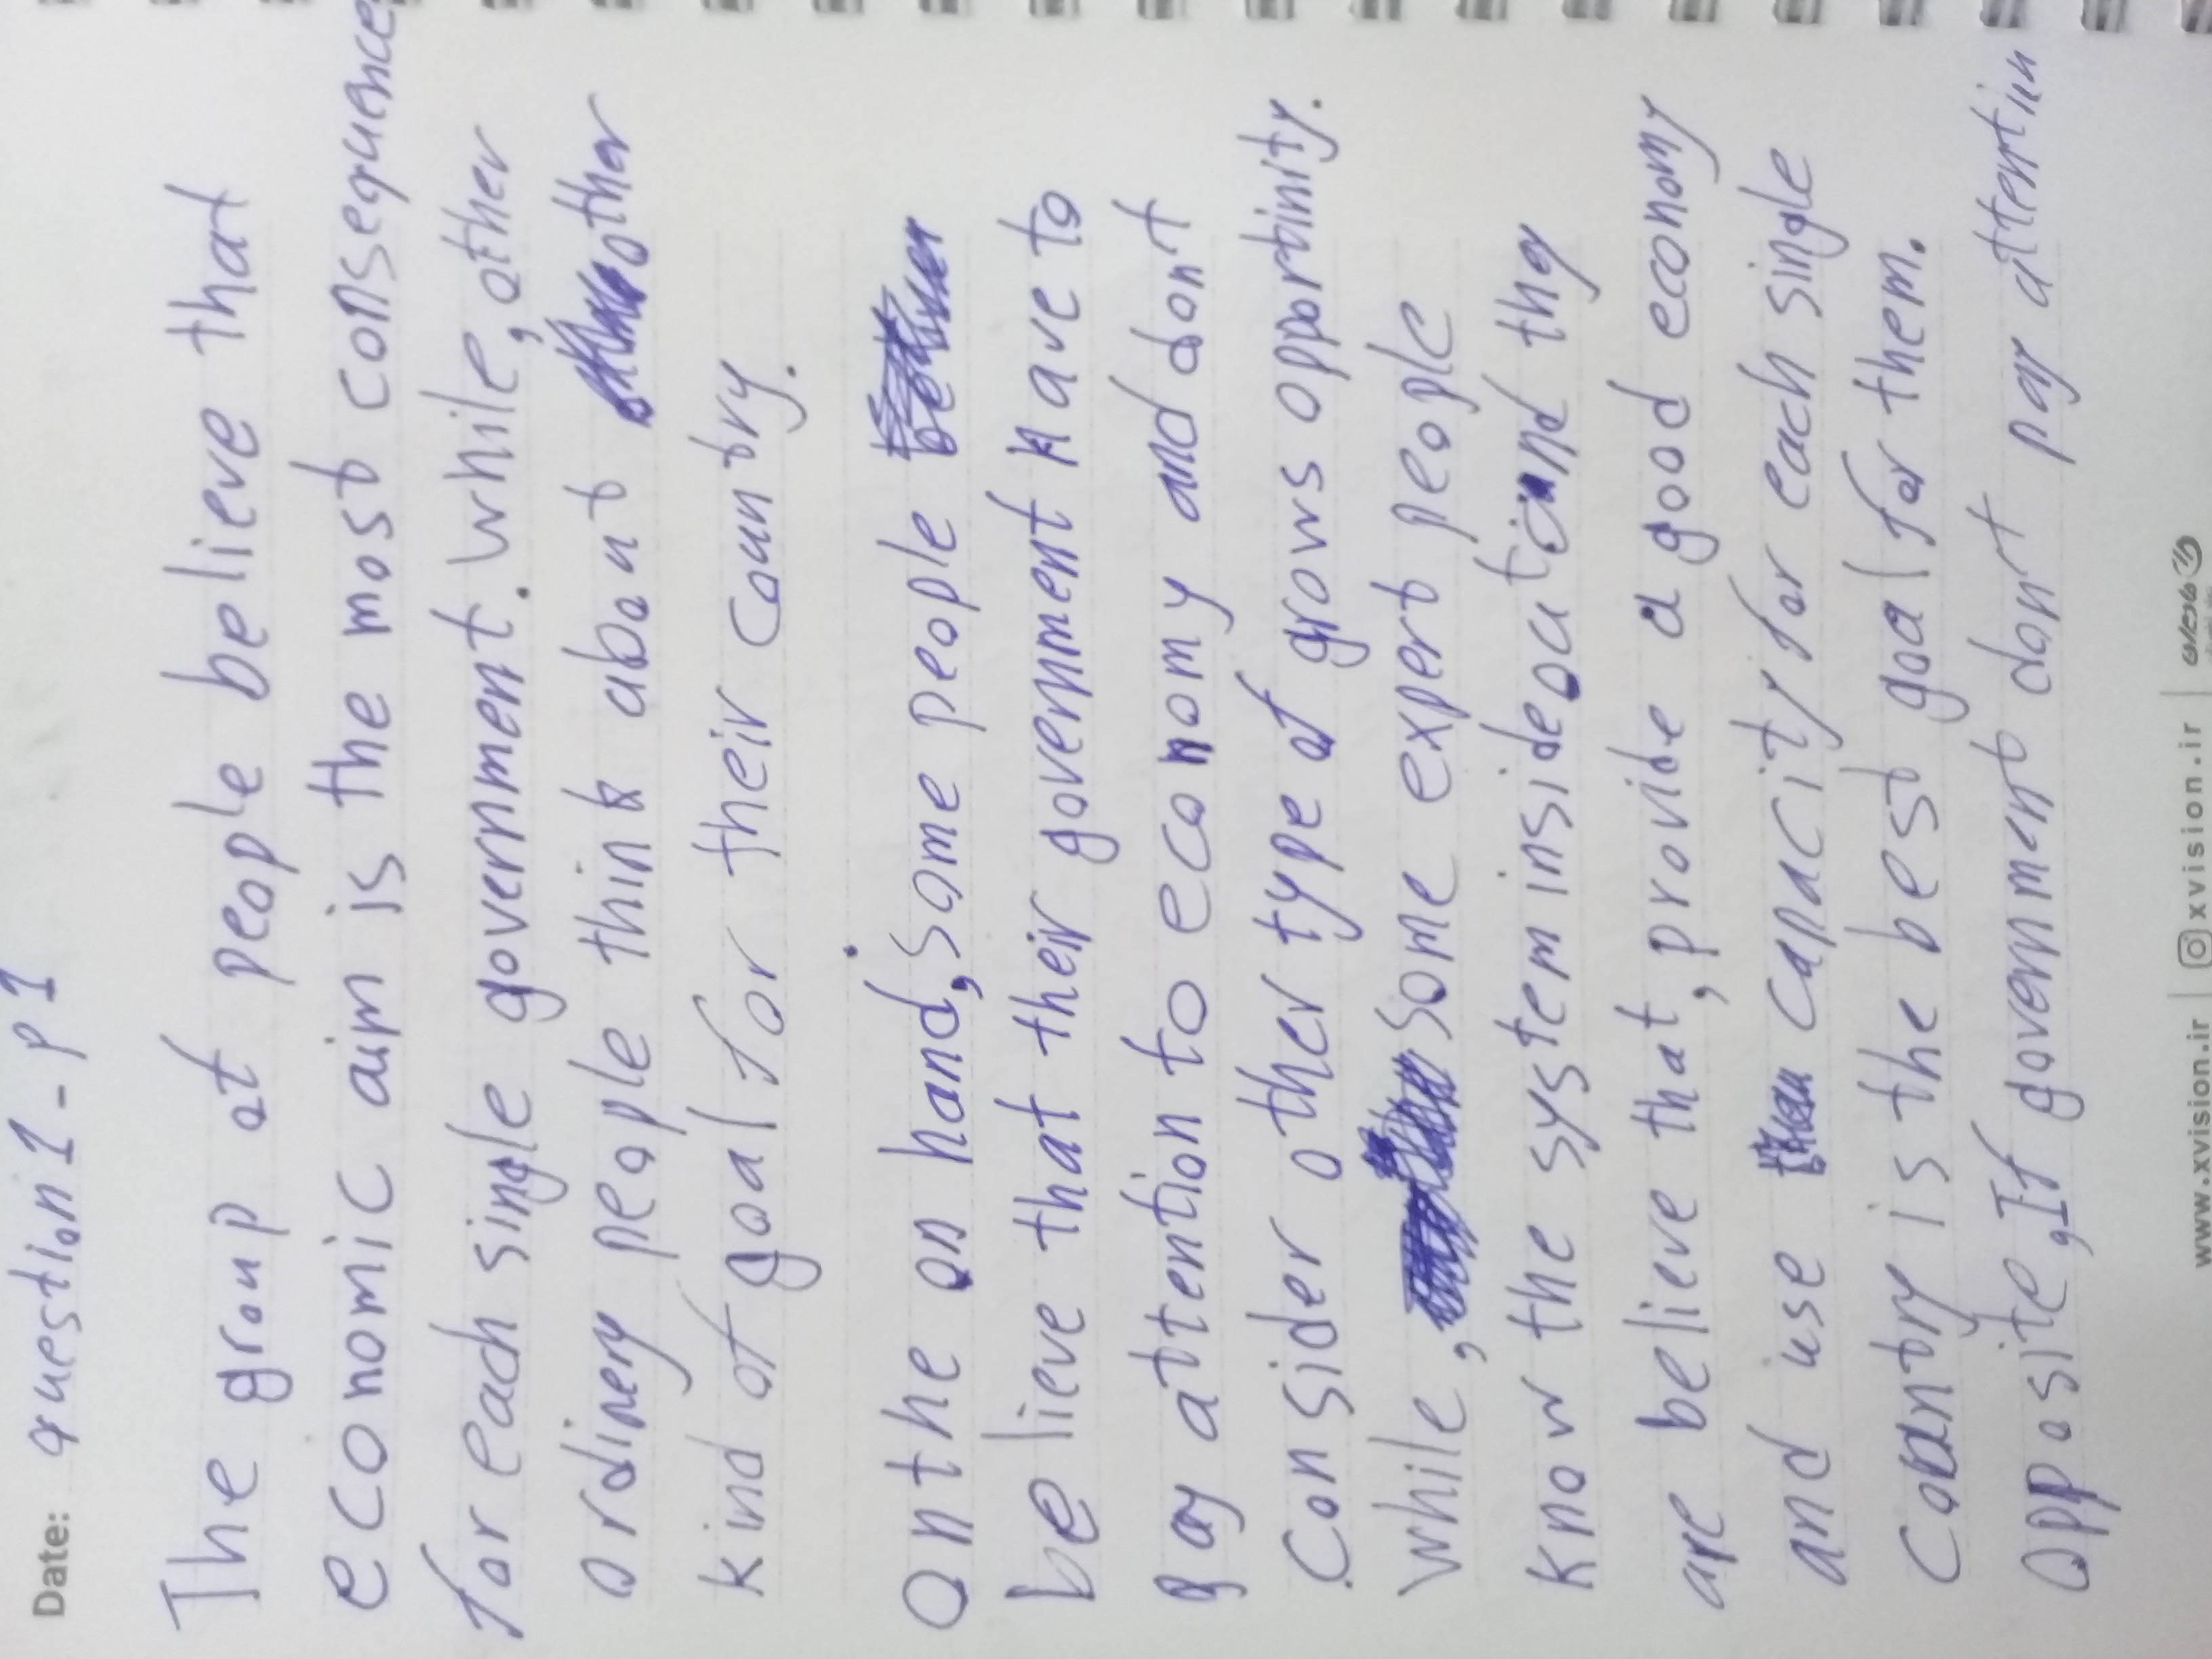 Date: question 1 - p 1
The group of people believe that
economic aim is the most consequence
for each single government. While, other
ordinery people think about other
kind of goal for their country.
On the on hand, Some people
believe that their government have to
pay attention to economy and don't
Consider other type of grows opportinity.
While, Some expert people
know the system inside out and they
are believe that, provide a good economy
and use capacity for each single
Country is the best goal for them.
Opposite, If government don't pay attention
www.xvision.ir | xvision.ir |